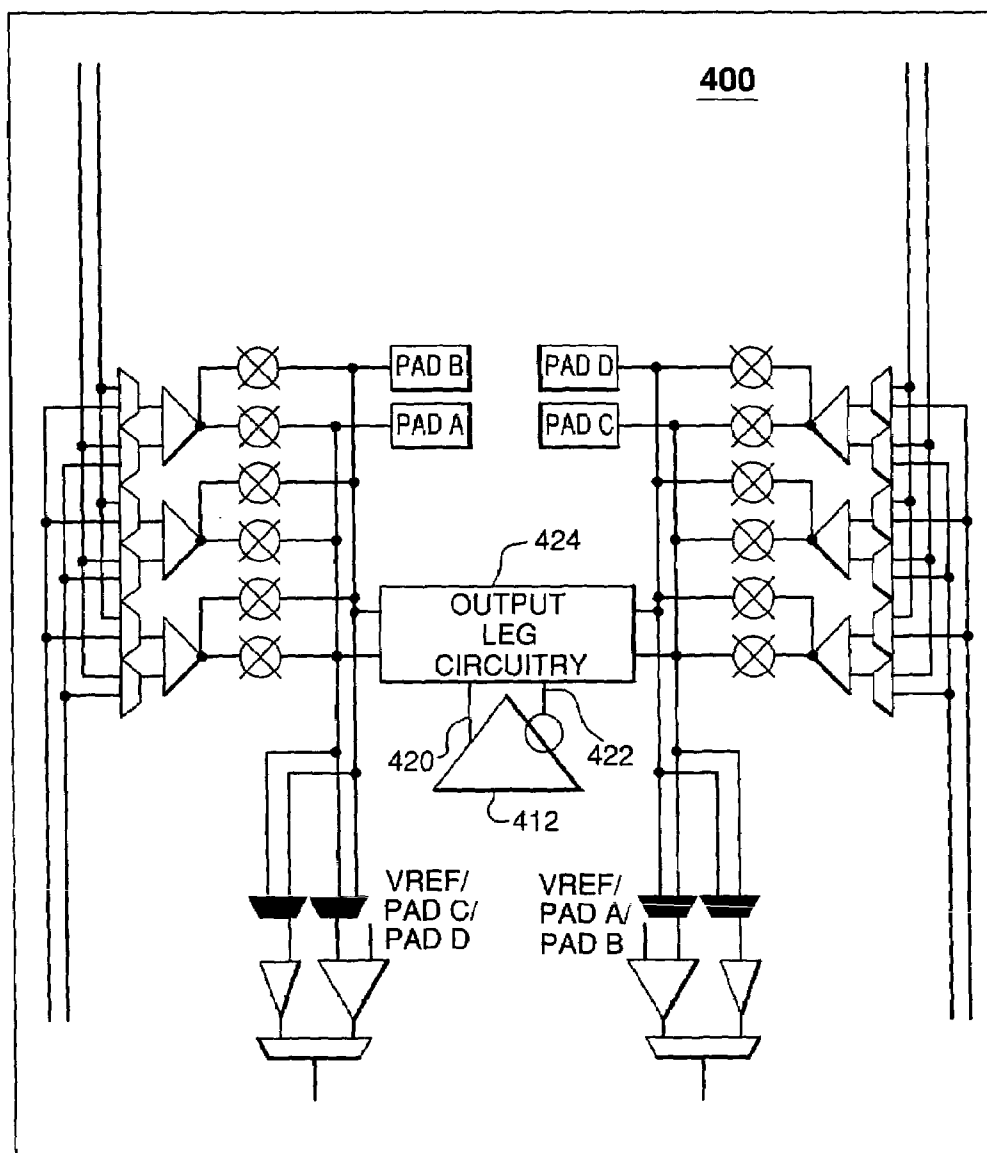 400
PAD B
PAD D
PAD A
PAD C
424
OUTPUT
LEG
CIRCUITRY
420
422
412
VREF/
PAD C/
PAD D
VREF/
PAD A/
PAD B